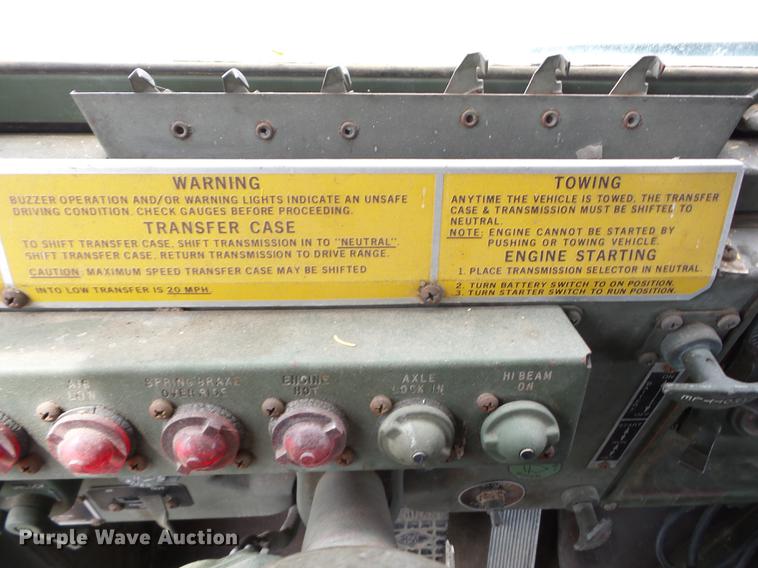 WARNING
BUZZER OPERATION AND/OR WARNING LIGHTS INDICATE AN UNSAFE
DRIVING CONDITION. CHECK GAUGES BEFORE PROCEEDING.
TRANSFER CASE
TO SHIFT TRANSFER CASE, SHIFT TRANSMISSION IN TO "NEUTRAL".
SHIFT TRANSFER CASE, RETURN TRANSMISSION TO DRIVE RANGE.
CAUTION: MAXIMUM SPEED TRANSFER CASE MAY BE SHIFTED
INTO LOW TRANSFER IS 20 MPH.
TOWING
ANYTIME THE VEHICLE IS TOWED, THE TRANSFER
CASE & TRANSMISSION MUST BE SHIFTED TO
NEUTRAL.
NOTE: ENGINE CANNOT BE STARTED BY
PUSHING OR TOWING VEHICLE.
ENGINE STARTING
1. PLACE TRANSMISSION SELECTOR IN NEUTRAL.
2. TURN BATTERY SWITCH TO ON POSITION.
3. TURN STARTER SWITCH TO RUN POSITION.
AIR
SPRING BRAKE
OVER RIDE
ENGINE
HOT
AXLE
LOCK IN
HI BEAM
ON
Purple Wave Auction